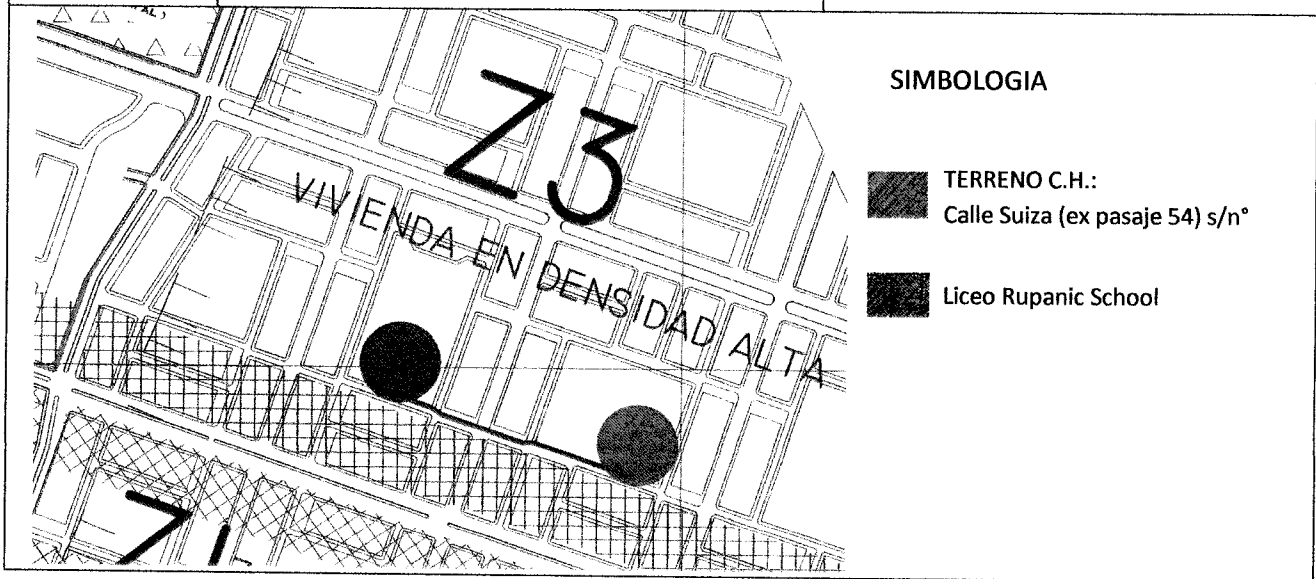 Z3
VIVIENDA EN DENSIDAD ALTA
SIMBOLOGIA
TERRENO C.H.:
Calle Suiza (ex pasaje 54) s/n°
Liceo Rupanic School